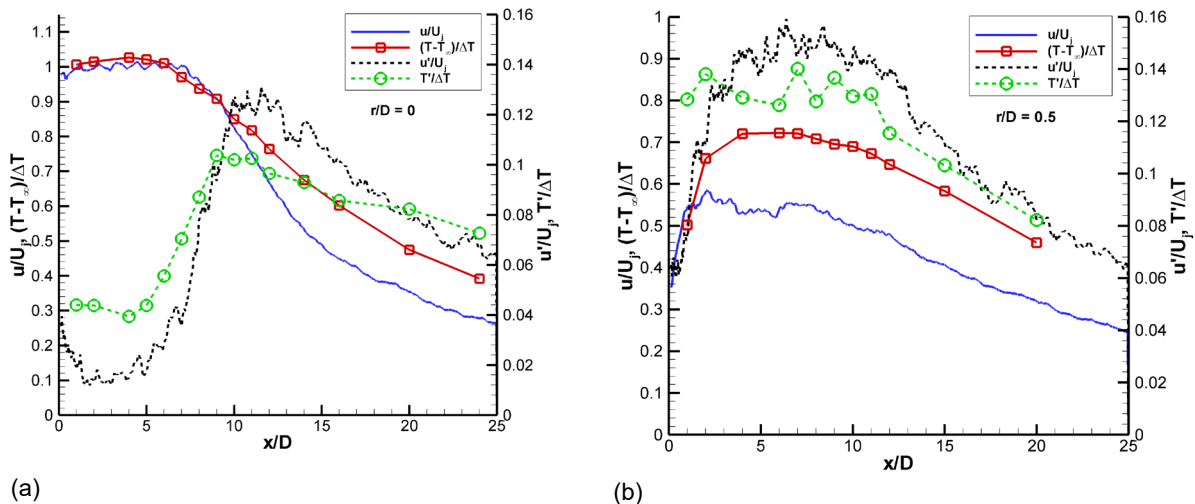 u/Uj
(T-T∞)/ΔT
u'/Uj
T'/ΔT
r/D = 0
1.1
1
0.9
0.8
0.7
0.6
0.5
0.4
0.3
0.2
0.1
0
u/Uj, (T-T∞)/ΔT
0.16
0.14
0.12
0.1
0.08
0.06
0.04
0.02
0
u'/Uj, T'/ΔT
0 5 10 15 20 25
x/D
(a)
u/Uj
(T-T∞)/ΔT
u'/Uj
T'/ΔT
r/D = 0.5
1
0.9
0.8
0.7
0.6
0.5
0.4
0.3
0.2
0.1
0
u/Uj, (T-T∞)/ΔT
0.16
0.14
0.12
0.1
0.08
0.06
0.04
0.02
0
u'/Uj, T'/ΔT
0 5 10 15 20 25
x/D
(b)